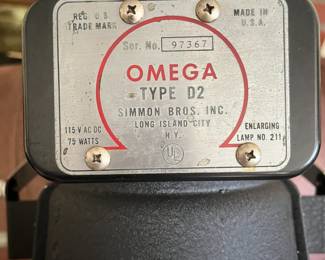 REG. U.S.
TRADE MARK
MADE IN
U.S.A.
Ser. No. 97367
OMEGA
TYPE D2
SIMMON BROS. INC.
LONG ISLAND CITY
N.Y.
115 V AC DC
75 WATTS
UL
ENLARGING
LAMP NO. 211